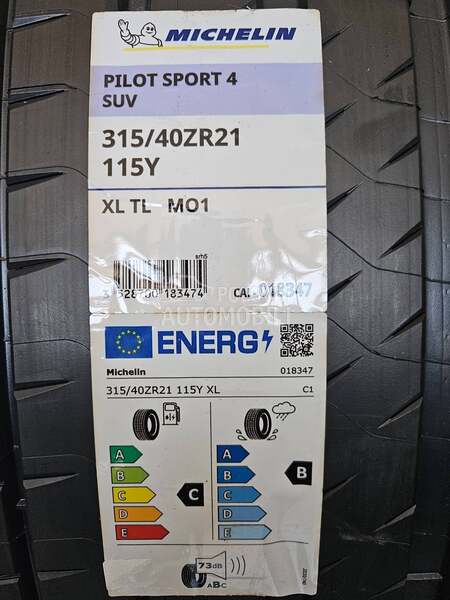 MICHELIN
PILOT SPORT 4
SUV
315/40ZR21
115Y
XL TL MO1
CAI: 018347
ENERG
Michelin 018347
315/40ZR21 115Y XL C1
A A
B B B
C C C
D D
E E
73dB
ABC